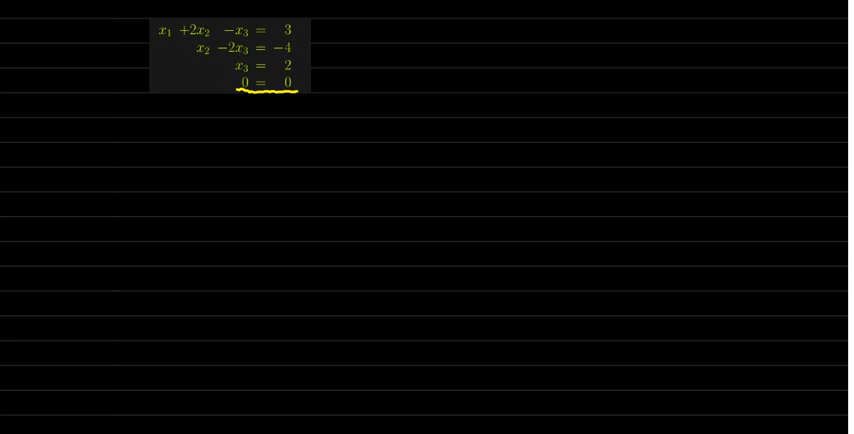 x₁ +2x₂ −x₃ = 3
x₂ −2x₃ = −4
x₃ = 2
0 = 0